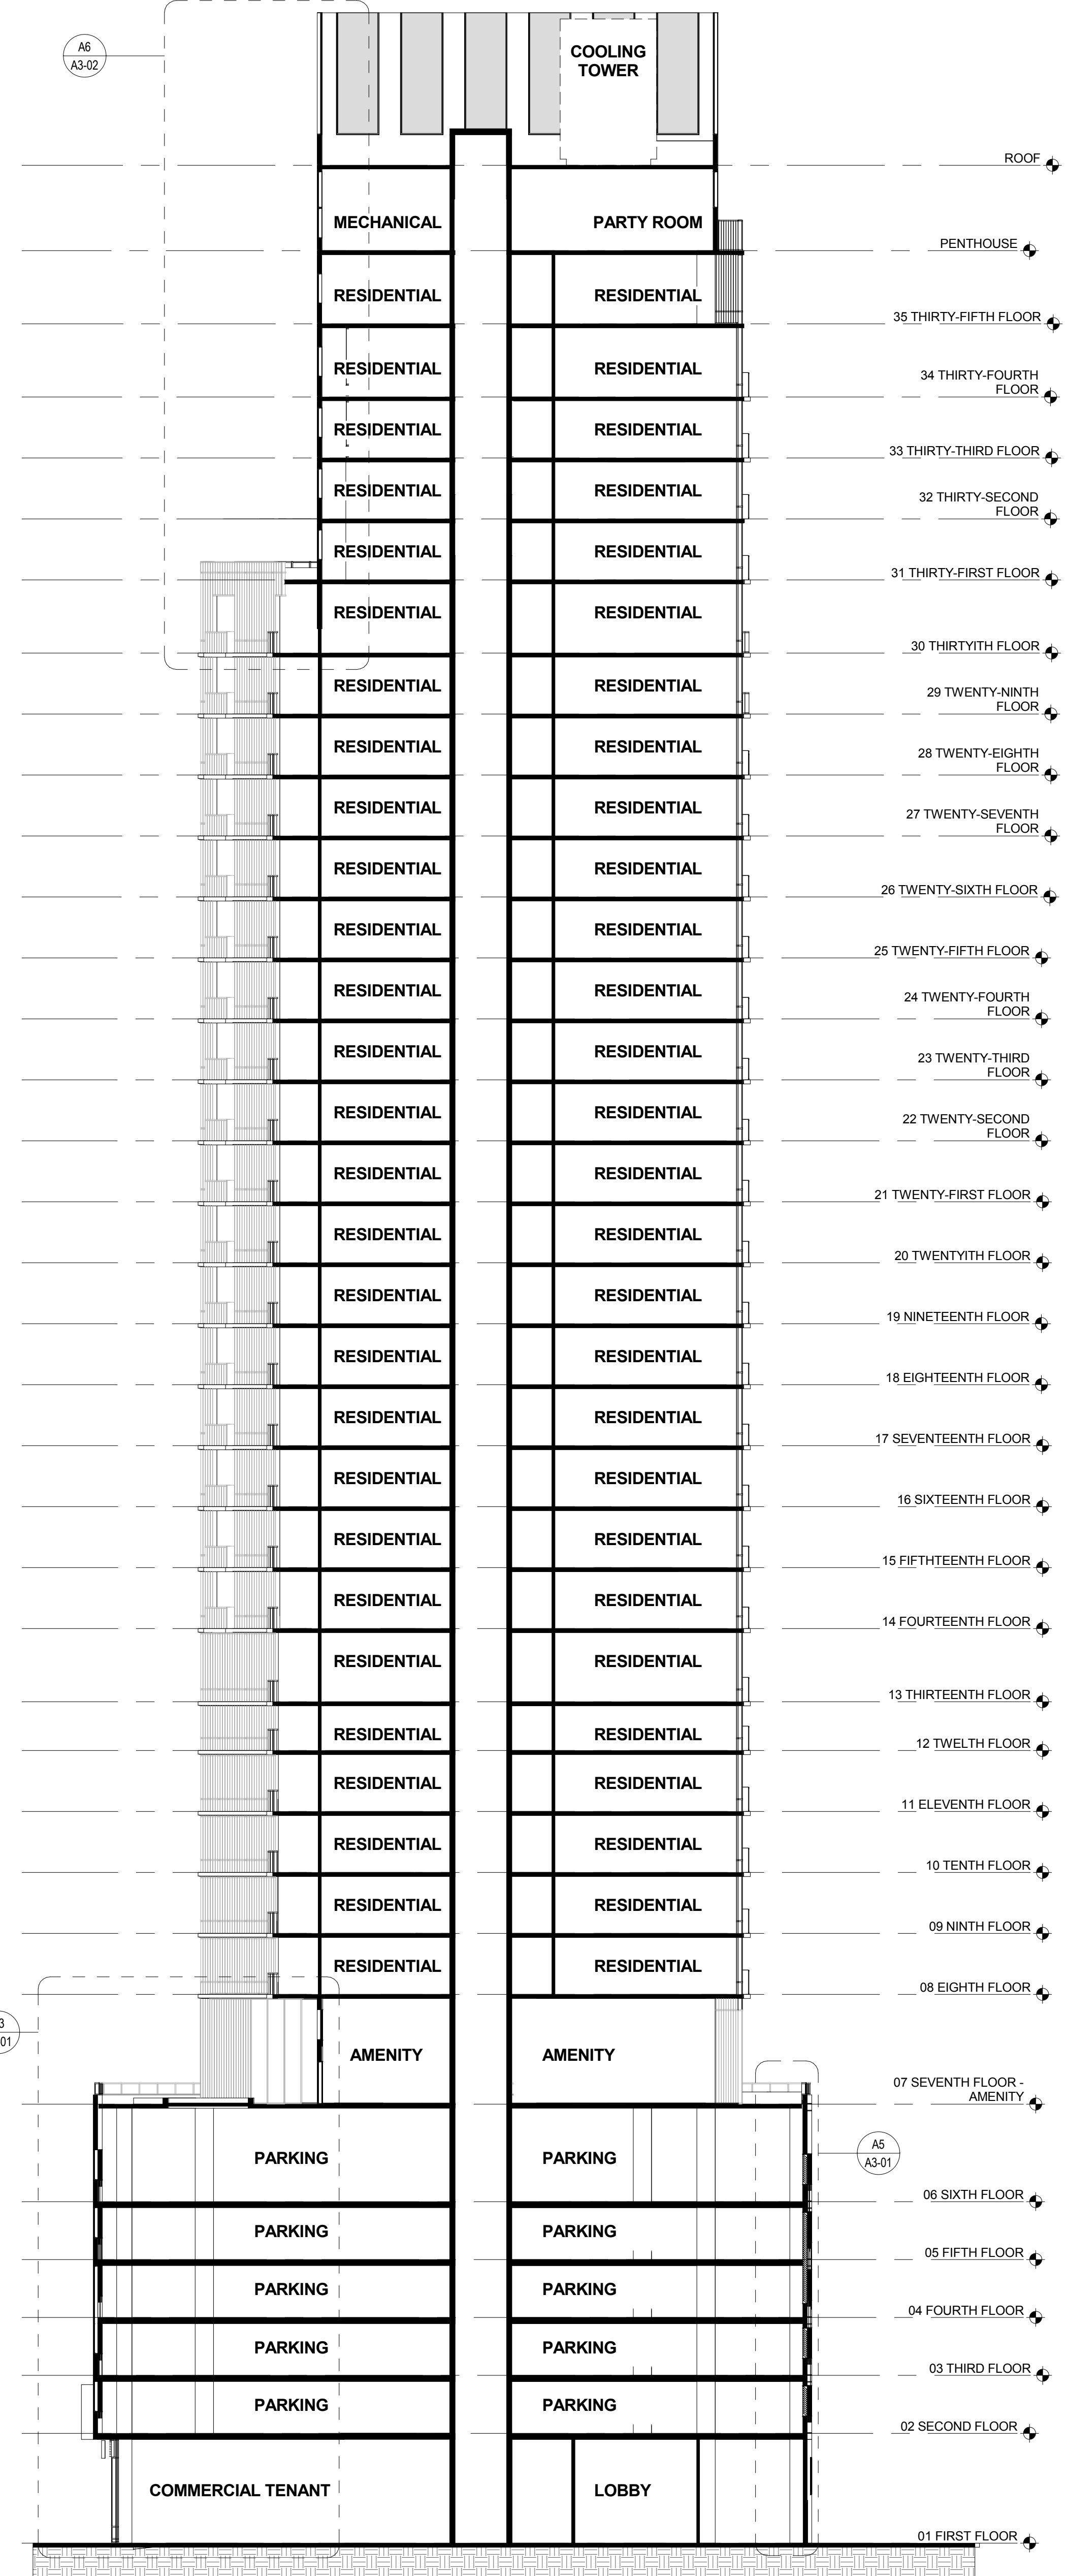 A6
A3-02
COOLING
TOWER
ROOF
MECHANICAL PARTY ROOM
PENTHOUSE
RESIDENTIAL RESIDENTIAL
35 THIRTY-FIFTH FLOOR
RESIDENTIAL RESIDENTIAL
34 THIRTY-FOURTH
FLOOR
RESIDENTIAL RESIDENTIAL
33 THIRTY-THIRD FLOOR
RESIDENTIAL RESIDENTIAL
32 THIRTY-SECOND
FLOOR
RESIDENTIAL RESIDENTIAL
31 THIRTY-FIRST FLOOR
RESIDENTIAL RESIDENTIAL
30 THIRTYITH FLOOR
RESIDENTIAL RESIDENTIAL
29 TWENTY-NINTH
FLOOR
RESIDENTIAL RESIDENTIAL
28 TWENTY-EIGHTH
FLOOR
RESIDENTIAL RESIDENTIAL
27 TWENTY-SEVENTH
FLOOR
RESIDENTIAL RESIDENTIAL
26 TWENTY-SIXTH FLOOR
RESIDENTIAL RESIDENTIAL
25 TWENTY-FIFTH FLOOR
RESIDENTIAL RESIDENTIAL
24 TWENTY-FOURTH
FLOOR
RESIDENTIAL RESIDENTIAL
23 TWENTY-THIRD
FLOOR
RESIDENTIAL RESIDENTIAL
22 TWENTY-SECOND
FLOOR
RESIDENTIAL RESIDENTIAL
21 TWENTY-FIRST FLOOR
RESIDENTIAL RESIDENTIAL
20 TWENTYITH FLOOR
RESIDENTIAL RESIDENTIAL
19 NINETEENTH FLOOR
RESIDENTIAL RESIDENTIAL
18 EIGHTEENTH FLOOR
RESIDENTIAL RESIDENTIAL
17 SEVENTEENTH FLOOR
RESIDENTIAL RESIDENTIAL
16 SIXTEENTH FLOOR
RESIDENTIAL RESIDENTIAL
15 FIFTHTEENTH FLOOR
RESIDENTIAL RESIDENTIAL
14 FOURTEENTH FLOOR
RESIDENTIAL RESIDENTIAL
13 THIRTEENTH FLOOR
RESIDENTIAL RESIDENTIAL
12 TWELTH FLOOR
RESIDENTIAL RESIDENTIAL
11 ELEVENTH FLOOR
RESIDENTIAL RESIDENTIAL
10 TENTH FLOOR
RESIDENTIAL RESIDENTIAL
09 NINTH FLOOR
RESIDENTIAL RESIDENTIAL
08 EIGHTH FLOOR
3
01
AMENITY AMENITY
07 SEVENTH FLOOR -
AMENITY
A5
A3-01
PARKING PARKING
06 SIXTH FLOOR
PARKING PARKING
05 FIFTH FLOOR
PARKING PARKING
04 FOURTH FLOOR
PARKING PARKING
03 THIRD FLOOR
PARKING PARKING
02 SECOND FLOOR
COMMERCIAL TENANT LOBBY
01 FIRST FLOOR